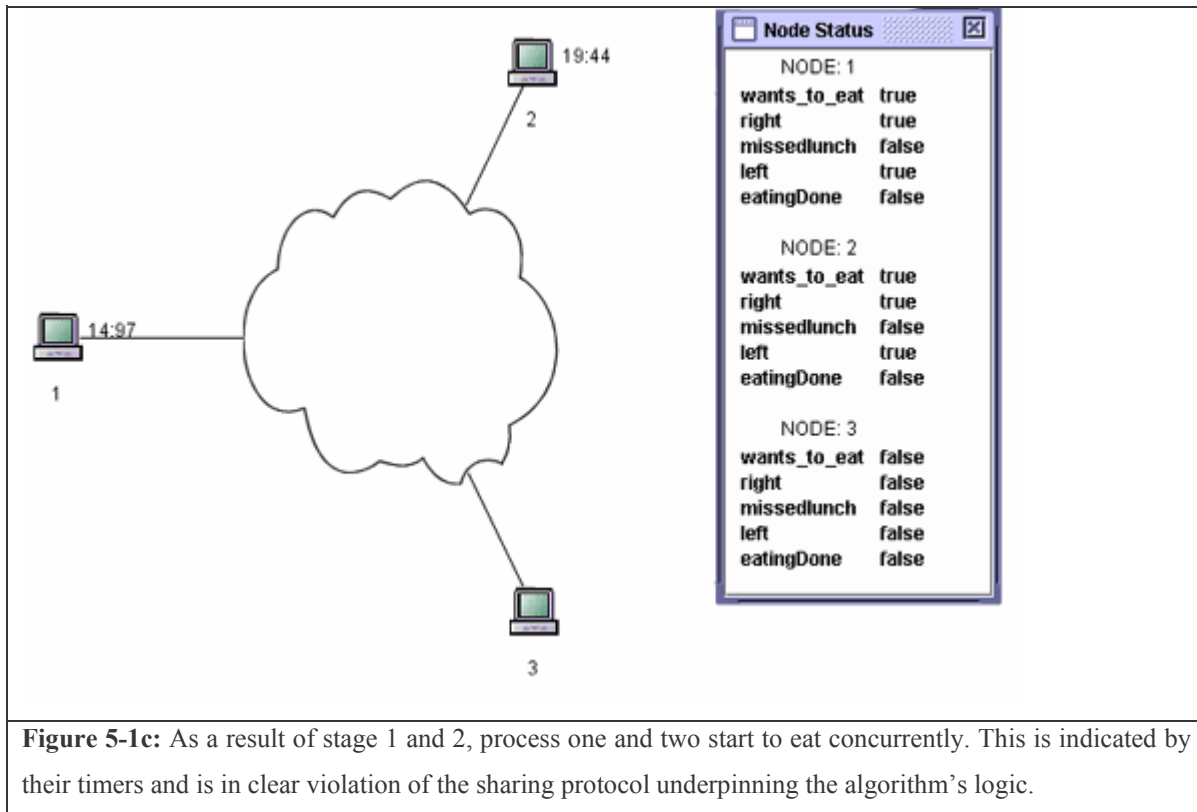 19:44
2
14:97
1
3
Node Status
NODE: 1
wants_to_eat true
right true
missedlunch false
left true
eatingDone false
NODE: 2
wants_to_eat true
right true
missedlunch false
left true
eatingDone false
NODE: 3
wants_to_eat false
right false
missedlunch false
left false
eatingDone false
Figure 5-1c: As a result of stage 1 and 2, process one and two start to eat concurrently. This is indicated by
their timers and is in clear violation of the sharing protocol underpinning the algorithm's logic.